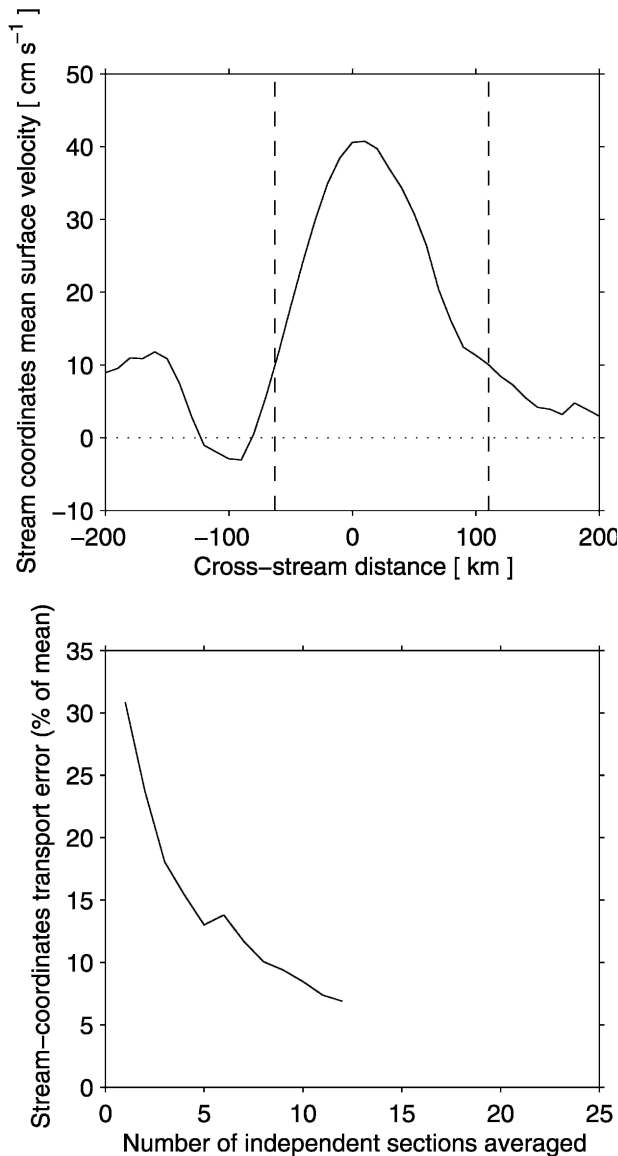 Stream coordinates mean surface velocity [ cm s⁻¹ ]
50
40
30
20
10
0
−10
−200 −100 0 100 200
Cross−stream distance [ km ]
Stream−coordinates transport error (% of mean)
35
30
25
20
15
10
5
0
0 5 10 15 20 25
Number of independent sections averaged